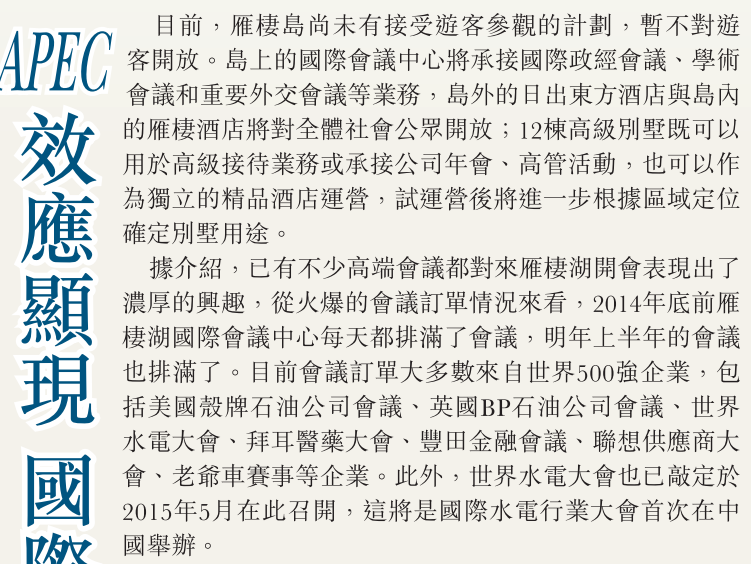 APEC
效應顯現 國際
目前，雁棲島尚未有接受遊客參觀的計劃，暫不對遊
客開放。島上的國際會議中心將承接國際政經會議、學術
會議和重要外交會議等業務，島外的日出東方酒店與島內
的雁棲酒店將對全體社會公眾開放；12棟高級別墅既可以
用於高級接待業務或承接公司年會、高管活動，也可以作
為獨立的精品酒店運營，試運營後將進一步根據區域定位
確定別墅用途。
據介紹，已有不少高端會議都對來雁棲湖開會表現出了
濃厚的興趣，從火爆的會議訂單情況來看，2014年底前雁
棲湖國際會議中心每天都排滿了會議，明年上半年的會議
也排滿了。目前會議訂單大多數來自世界500強企業，包
括美國殼牌石油公司會議、英國BP石油公司會議、世界
水電大會、拜耳醫藥大會、豐田金融會議、聯想供應商大
會、老爺車賽事等企業。此外，世界水電大會也已敲定於
2015年5月在此召開，這將是國際水電行業大會首次在中
國舉辦。